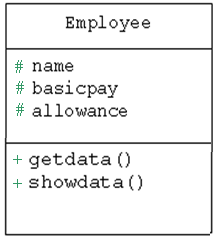 Employee
# name
# basicpay
# allowance
+ getdata()
+ showdata()